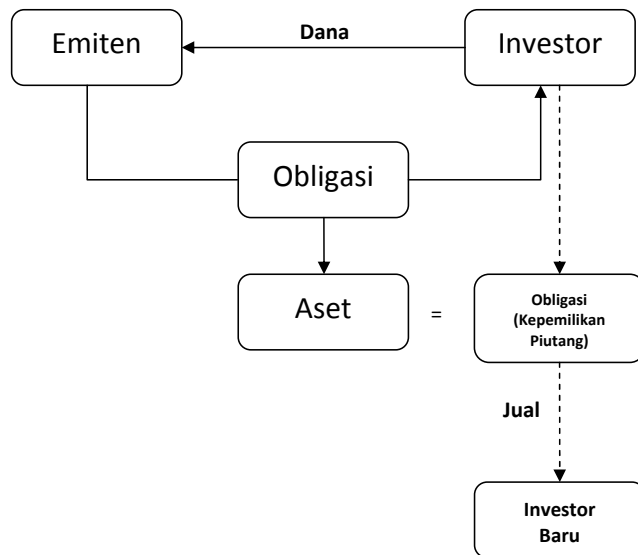 Emiten
Dana
Investor
Obligasi
Aset
=
Obligasi
(Kepemilikan
Piutang)
Jual
Investor
Baru